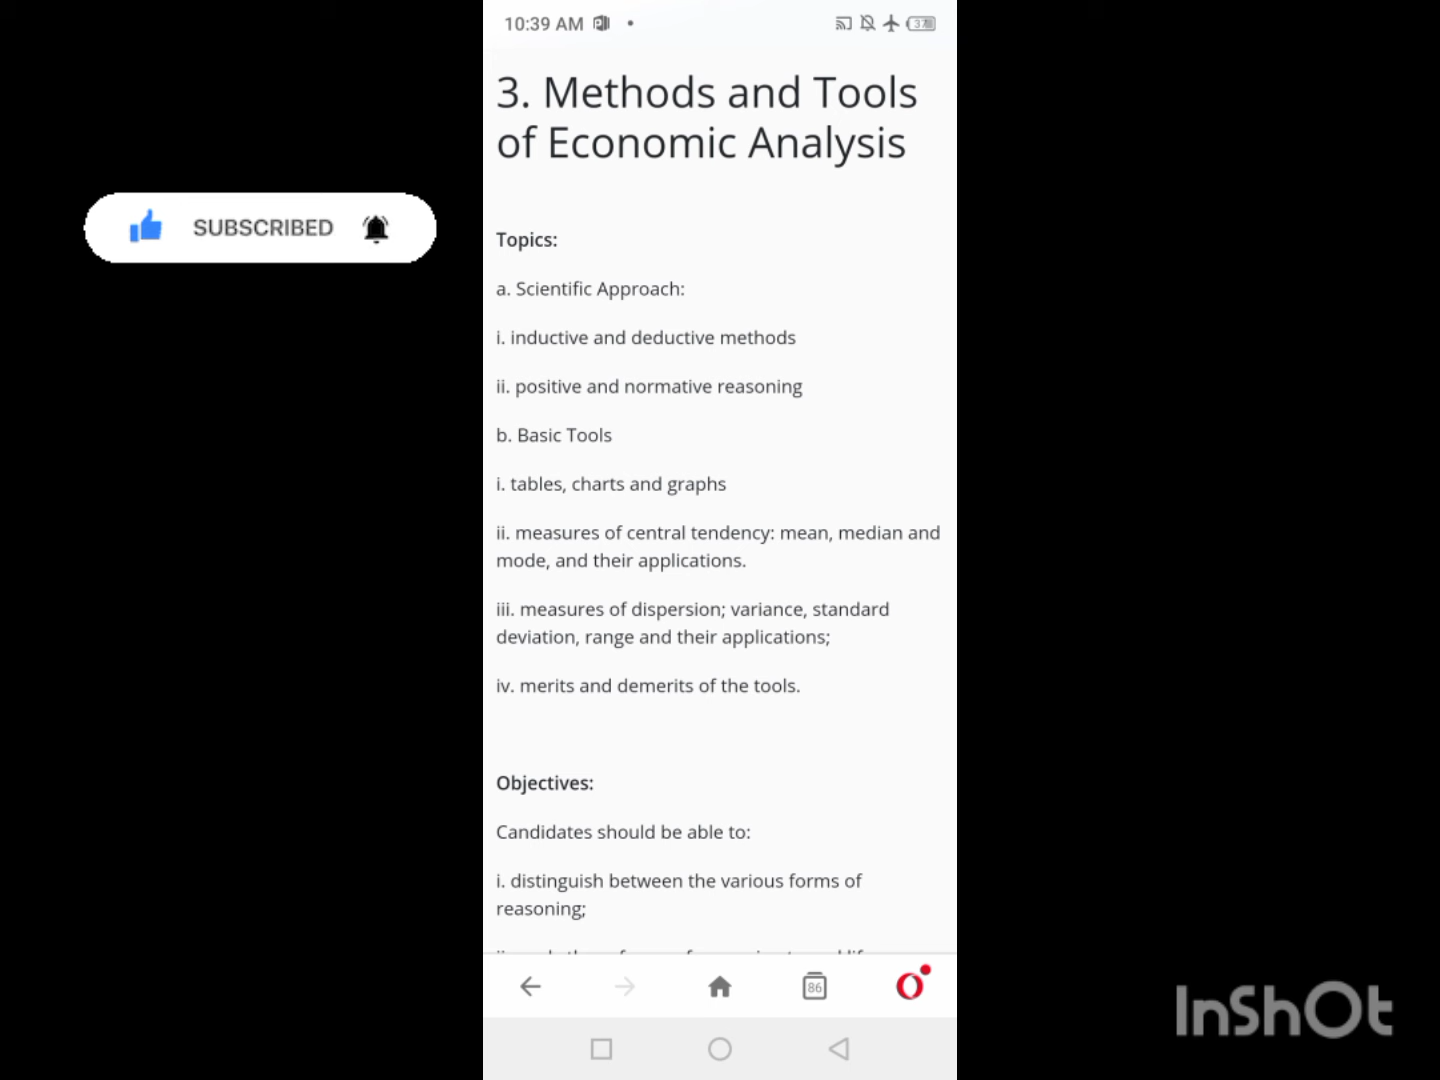 10:39 AM
37
3. Methods and Tools
of Economic Analysis
SUBSCRIBED
Topics:
a. Scientific Approach:
i. inductive and deductive methods
ii. positive and normative reasoning
b. Basic Tools
i. tables, charts and graphs
ii. measures of central tendency: mean, median and
mode, and their applications.
iii. measures of dispersion; variance, standard
deviation, range and their applications;
iv. merits and demerits of the tools.
Objectives:
Candidates should be able to:
i. distinguish between the various forms of
reasoning;
86
InShOt